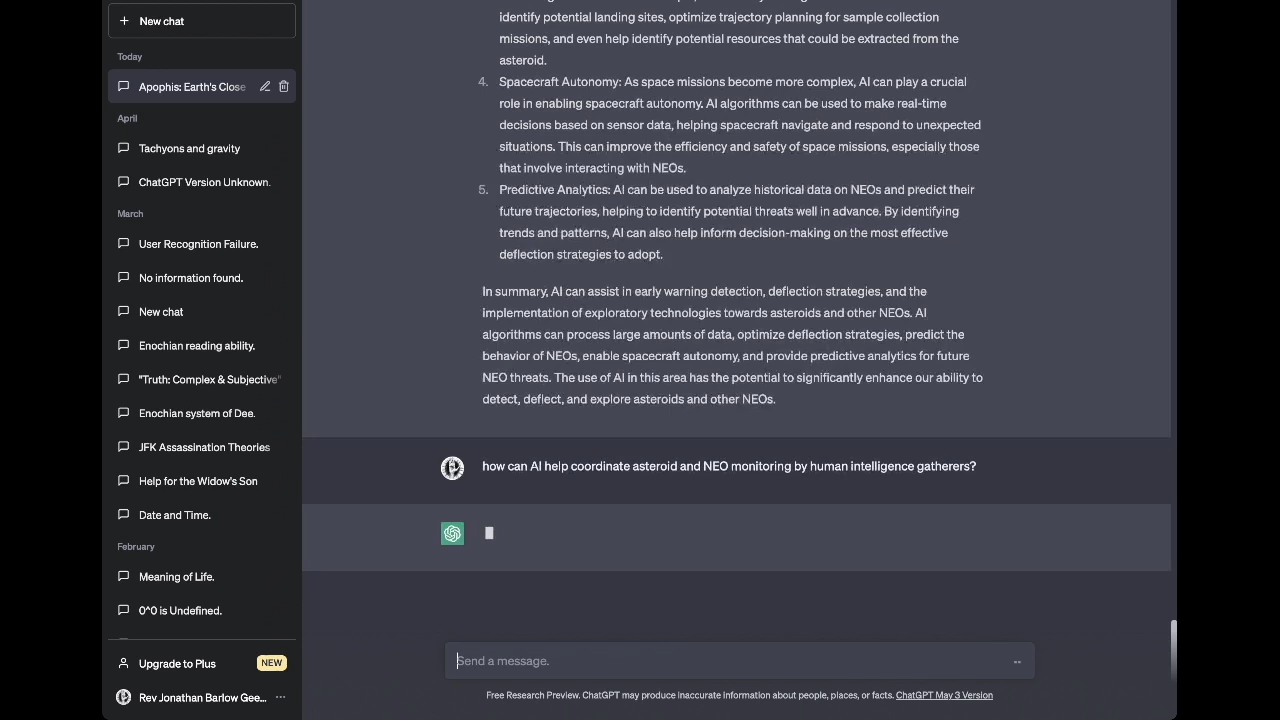 New chat
Today
Apophis: Earth's Close
April
Tachyons and gravity
ChatGPT Version Unknown.
March
User Recognition Failure.
No information found.
New chat
Enochian reading ability.
"Truth: Complex & Subjective"
Enochian system of Dee.
JFK Assassination Theories
Help for the Widow's Son
Date and Time.
February
Meaning of Life.
0^0 is Undefined.
Upgrade to Plus NEW
Rev Jonathan Barlow Gee...
identify potential landing sites, optimize trajectory planning for sample collection
missions, and even help identify potential resources that could be extracted from the
asteroid.
4. Spacecraft Autonomy: As space missions become more complex, AI can play a crucial
role in enabling spacecraft autonomy. AI algorithms can be used to make real-time
decisions based on sensor data, helping spacecraft navigate and respond to unexpected
situations. This can improve the efficiency and safety of space missions, especially those
that involve interacting with NEOs.
5. Predictive Analytics: AI can be used to analyze historical data on NEOs and predict their
future trajectories, helping to identify potential threats well in advance. By identifying
trends and patterns, AI can also help inform decision-making on the most effective
deflection strategies to adopt.
In summary, AI can assist in early warning detection, deflection strategies, and the
implementation of exploratory technologies towards asteroids and other NEOs. AI
algorithms can process large amounts of data, optimize deflection strategies, predict the
behavior of NEOs, enable spacecraft autonomy, and provide predictive analytics for future
NEO threats. The use of AI in this area has the potential to significantly enhance our ability to
detect, deflect, and explore asteroids and other NEOs.
how can AI help coordinate asteroid and NEO monitoring by human intelligence gatherers?
Send a message.
Free Research Preview. ChatGPT may produce inaccurate information about people, places, or facts. ChatGPT May 3 Version